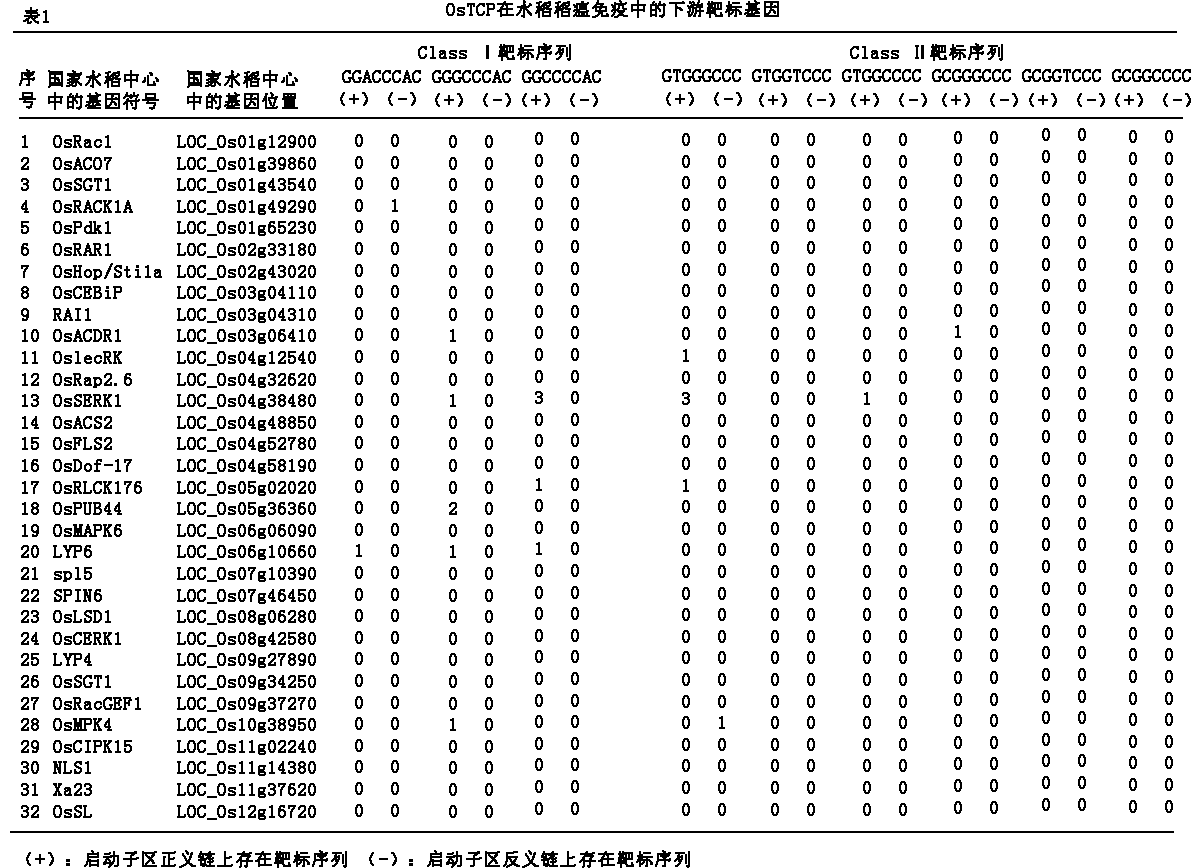 表1 OsTCP在水稻稻瘟免疫中的下游靶标基因
Class Ⅰ靶标序列 Class Ⅱ靶标序列
序 国家水稻中心 国家水稻中心 GGACCCAC GGGCCCAC GGCCCCAC GTGGGCCC GTGGTCCC GTGGCCCC GCGGGCCC GCGGTCCC GCGGCCCC
号 中的基因符号 中的基因位置 (+) (-) (+) (-) (+) (-) (+) (-) (+) (-) (+) (-) (+) (-) (+) (-) (+) (-)
1 OsRac1 LOC_Os01g12900 0 0 0 0 0 0 0 0 0 0 0 0 0 0 0 0 0 0
2 OsACO7 LOC_Os01g39860 0 0 0 0 0 0 0 0 0 0 0 0 0 0 0 0 0 0
3 OsSGT1 LOC_Os01g43540 0 0 0 0 0 0 0 0 0 0 0 0 0 0 0 0 0 0
4 OsRACK1A LOC_Os01g49290 0 1 0 0 0 0 0 0 0 0 0 0 0 0 0 0 0 0
5 OsPdk1 LOC_Os01g65230 0 0 0 0 0 0 0 0 0 0 0 0 0 0 0 0 0 0
6 OsRAR1 LOC_Os02g33180 0 0 0 0 0 0 0 0 0 0 0 0 0 0 0 0 0 0
7 OsHop/Sti1a LOC_Os02g43020 0 0 0 0 0 0 0 0 0 0 0 0 0 0 0 0 0 0
8 OsCEBiP LOC_Os03g04110 0 0 0 0 0 0 0 0 0 0 0 0 0 0 0 0 0 0
9 RAI1 LOC_Os03g04310 0 0 0 0 0 0 0 0 0 0 0 0 0 0 0 0 0 0
10 OsACDR1 LOC_Os03g06410 0 0 1 0 0 0 0 0 0 0 0 0 1 0 0 0 0 0
11 OslecRK LOC_Os04g12540 0 0 0 0 0 0 1 0 0 0 0 0 0 0 0 0 0 0
12 OsRap2.6 LOC_Os04g32620 0 0 0 0 0 0 0 0 0 0 0 0 0 0 0 0 0 0
13 OsSERK1 LOC_Os04g38480 0 0 1 0 3 0 3 0 0 0 1 0 0 0 0 0 0 0
14 OsACS2 LOC_Os04g48850 0 0 0 0 0 0 0 0 0 0 0 0 0 0 0 0 0 0
15 OsFLS2 LOC_Os04g52780 0 0 0 0 0 0 0 0 0 0 0 0 0 0 0 0 0 0
16 OsDof-17 LOC_Os04g58190 0 0 0 0 0 0 0 0 0 0 0 0 0 0 0 0 0 0
17 OsRLCK176 LOC_Os05g02020 0 0 0 0 1 0 1 0 0 0 0 0 0 0 0 0 0 0
18 OsPUB44 LOC_Os05g36360 0 0 2 0 0 0 0 0 0 0 0 0 0 0 0 0 0 0
19 OsMAPK6 LOC_Os06g06090 0 0 0 0 0 0 0 0 0 0 0 0 0 0 0 0 0 0
20 LYP6 LOC_Os06g10660 1 0 1 0 1 0 0 0 0 0 0 0 0 0 0 0 0 0
21 spl5 LOC_Os07g10390 0 0 0 0 0 0 0 0 0 0 0 0 0 0 0 0 0 0
22 SPIN6 LOC_Os07g46450 0 0 0 0 0 0 0 0 0 0 0 0 0 0 0 0 0 0
23 OsLSD1 LOC_Os08g06280 0 0 0 0 0 0 0 0 0 0 0 0 0 0 0 0 0 0
24 OsCERK1 LOC_Os08g42580 0 0 0 0 0 0 0 0 0 0 0 0 0 0 0 0 0 0
25 LYP4 LOC_Os09g27890 0 0 0 0 0 0 0 0 0 0 0 0 0 0 0 0 0 0
26 OsSGT1 LOC_Os09g34250 0 0 0 0 0 0 0 0 0 0 0 0 0 0 0 0 0 0
27 OsRacGEF1 LOC_Os09g37270 0 0 0 0 0 0 0 0 0 0 0 0 0 0 0 0 0 0
28 OsMPK4 LOC_Os10g38950 0 0 1 0 0 0 0 1 0 0 0 0 0 0 0 0 0 0
29 OsCIPK15 LOC_Os11g02240 0 0 0 0 0 0 0 0 0 0 0 0 0 0 0 0 0 0
30 NLS1 LOC_Os11g14380 0 0 0 0 0 0 0 0 0 0 0 0 0 0 0 0 0 0
31 Xa23 LOC_Os11g37620 0 0 0 0 0 0 0 0 0 0 0 0 0 0 0 0 0 0
32 OsSL LOC_Os12g16720 0 0 0 0 0 0 0 0 0 0 0 0 0 0 0 0 0 0
(+)：启动子区正义链上存在靶标序列 (-)：启动子区反义链上存在靶标序列